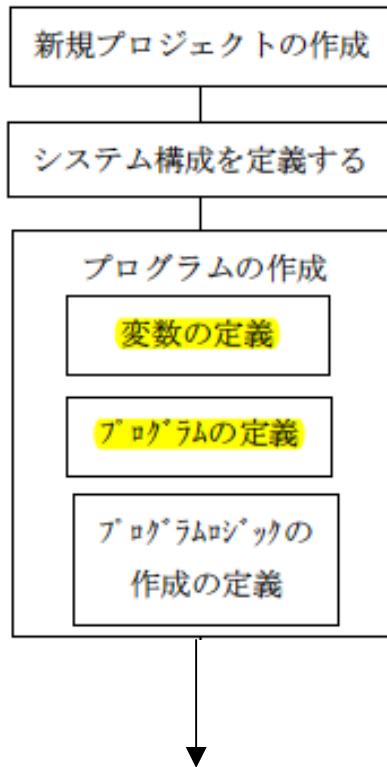 新規プロジェクトの作成
システム構成を定義する
プログラムの作成
変数の定義
ﾌﾟﾛｸﾞﾗﾑの定義
ﾌﾟﾛｸﾞﾗﾑﾛｼﾞｯｸの
作成の定義